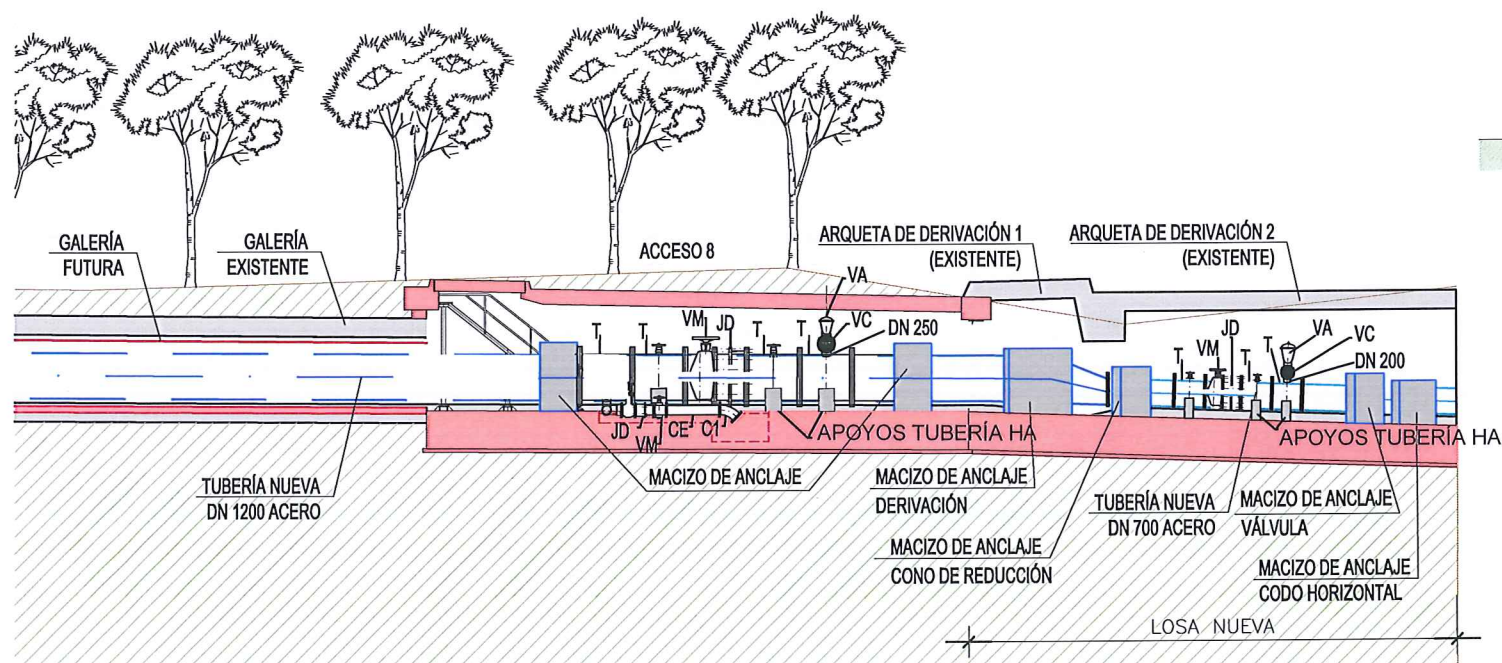 GALERÍA
FUTURA
GALERÍA
EXISTENTE
ACCESO 8
ARQUETA DE DERIVACIÓN 1
(EXISTENTE)
ARQUETA DE DERIVACIÓN 2
(EXISTENTE)
VA
VC
DN 250
T
T
VM
JD
T
T
JD
VM
CE
C1
APOYOS TUBERÍA HA
T
VM
JD
T
T
VA
VC
DN 200
APOYOS TUBERÍA HA
TUBERÍA NUEVA
DN 1200 ACERO
MACIZO DE ANCLAJE
MACIZO DE ANCLAJE
DERIVACIÓN
MACIZO DE ANCLAJE
CONO DE REDUCCIÓN
TUBERÍA NUEVA
DN 700 ACERO
MACIZO DE ANCLAJE
VÁLVULA
MACIZO DE ANCLAJE
CODO HORIZONTAL
LOSA NUEVA